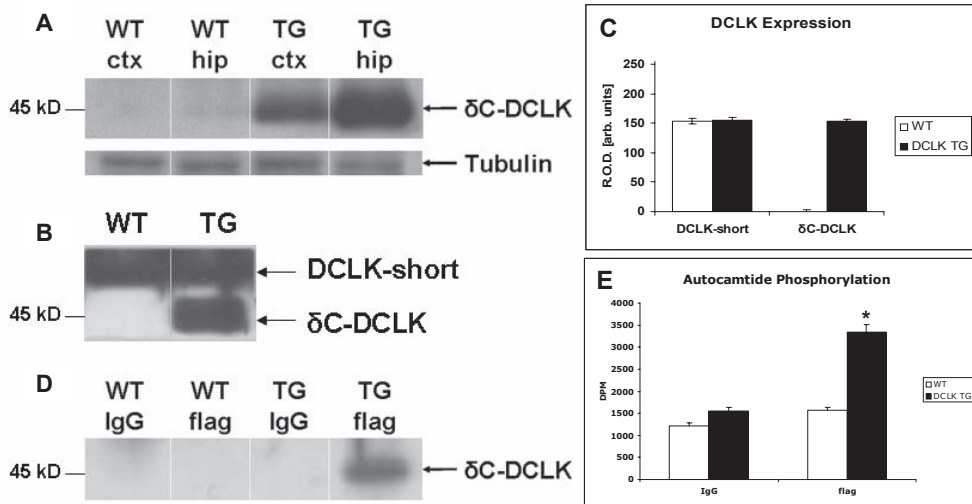 A
WT WT TG TG
ctx hip ctx hip
45 kD
δC-DCLK
Tubulin
B
WT TG
DCLK-short
45 kD
δC-DCLK
D
WT WT TG TG
IgG flag IgG flag
45 kD
δC-DCLK
C
DCLK Expression
R.O.D. [arb. units]
250
200
150
100
50
0
DCLK-short δC-DCLK
WT
DCLK TG
E
Autocamtide Phosphorylation
DPM
4000
3500
3000
2500
2000
1500
1000
500
0
*
IgG flag
WT
DCLK TG